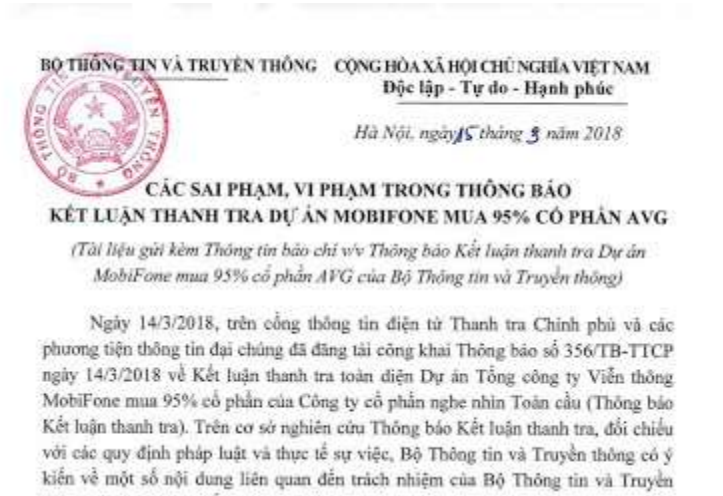 BỘ THÔNG TIN VÀ TRUYỀN THÔNG
CỘNG HÒA XÃ HỘI CHỦ NGHĨA VIỆT NAM
Độc lập - Tự do - Hạnh phúc
BỘ THÔNG TIN TRUYỀN THÔNG
Hà Nội, ngày 15 tháng 3 năm 2018
CÁC SAI PHẠM, VI PHẠM TRONG THÔNG BÁO
KẾT LUẬN THANH TRA DỰ ÁN MOBIFONE MUA 95% CỔ PHẦN AVG
(Tài liệu gửi kèm Thông tin báo chí v/v Thông báo Kết luận thanh tra Dự án
MobiFone mua 95% cổ phần AVG của Bộ Thông tin và Truyền thông)
Ngày 14/3/2018, trên cổng thông tin điện tử Thanh tra Chính phủ và các
phương tiện thông tin đại chúng đã đăng tải công khai Thông báo số 356/TB-TTCP
ngày 14/3/2018 về Kết luận thanh tra toàn diện Dự án Tổng công ty Viễn thông
MobiFone mua 95% cổ phần của Công ty cổ phần nghe nhìn Toàn cầu (Thông báo
Kết luận thanh tra). Trên cơ sở nghiên cứu Thông báo Kết luận thanh tra, đối chiếu
với các quy định pháp luật và thực tế sự việc, Bộ Thông tin và Truyền thông có ý
kiến về một số nội dung liên quan đến trách nhiệm của Bộ Thông tin và Truyền